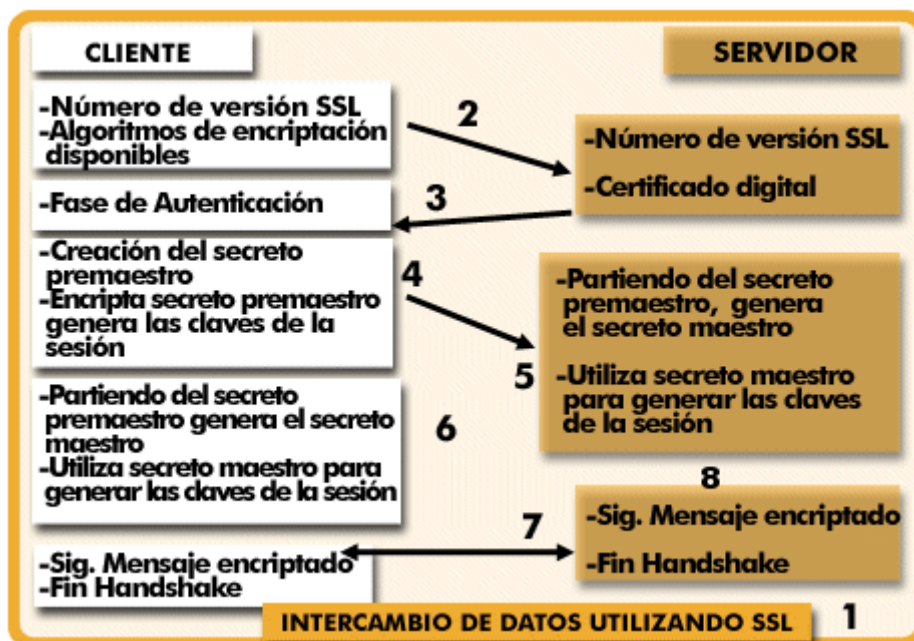 CLIENTE
SERVIDOR
-Número de versión SSL
-Algoritmos de encriptación
disponibles
2
-Número de versión SSL
-Certificado digital
-Fase de Autenticación
3
-Creación del secreto
premaestro
-Encripta secreto premaestro
genera las claves de la
sesión
4
-Partiendo del secreto
premaestro, genera
el secreto maestro
5
-Utiliza secreto maestro
para generar las claves
de la sesión
-Partiendo del secreto
premaestro genera el secreto
maestro
-Utiliza secreto maestro para
generar las claves de la sesión
6
8
-Sig. Mensaje encriptado
-Fin Handshake
7
-Sig. Mensaje encriptado
-Fin Handshake
INTERCAMBIO DE DATOS UTILIZANDO SSL
1